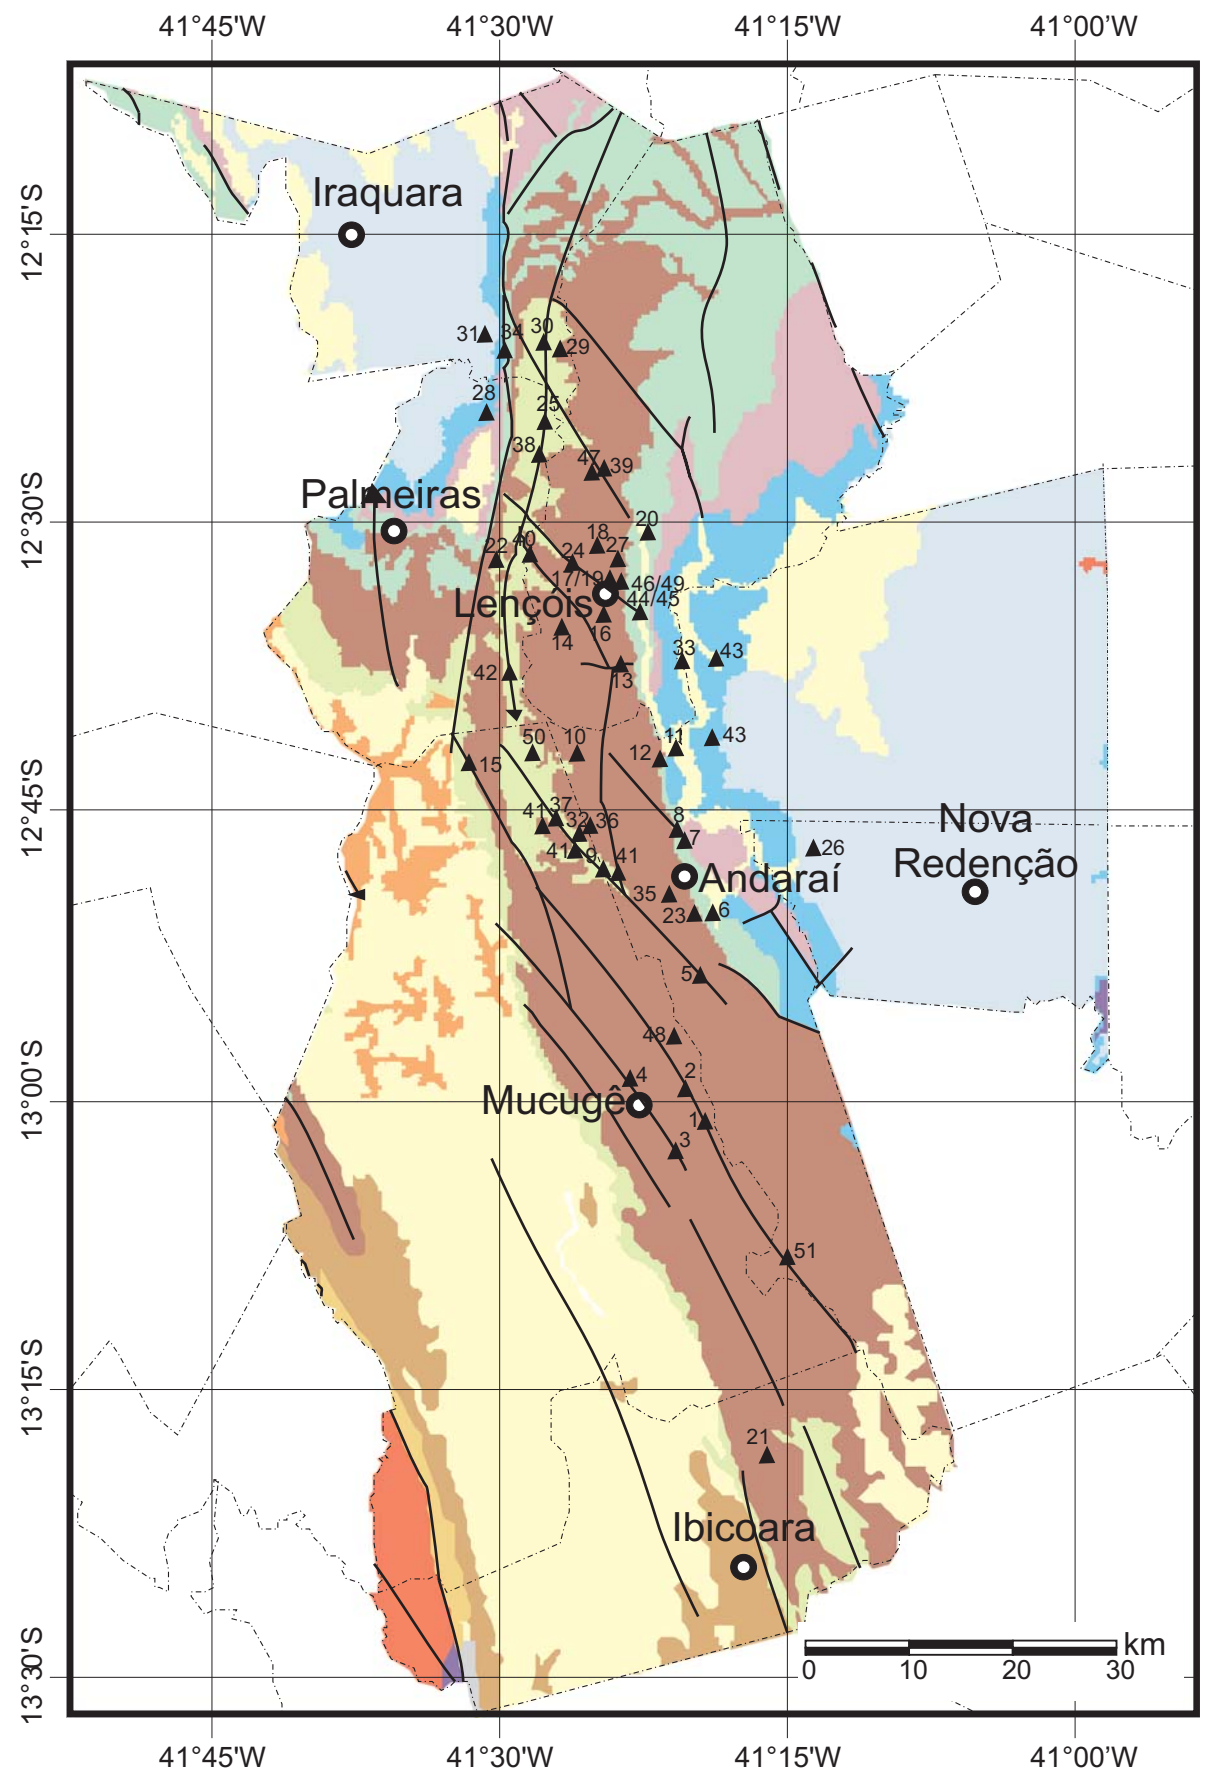 41°45'W 41°30'W 41°15'W 41°00'W
Iraquara
12°15'S
31 34 30 29
28 25
38 47 39
Palmeiras
12°30'S
20
22 40 24 18 27
17/19 46/49
Lençóis 44/45
14 16
33 43
42 13
50 10 12 11 43
15
12°45'S
Nova
Redenção
41 37 32 36 8
7
26
41 9 41
Andaraí
35
23 6
5
48
4 2
13°00'S
Mucugê
1
3
51
13°15'S
21
Ibicoara
km
0 10 20 30
13°30'S
41°45'W 41°30'W 41°15'W 41°00'W